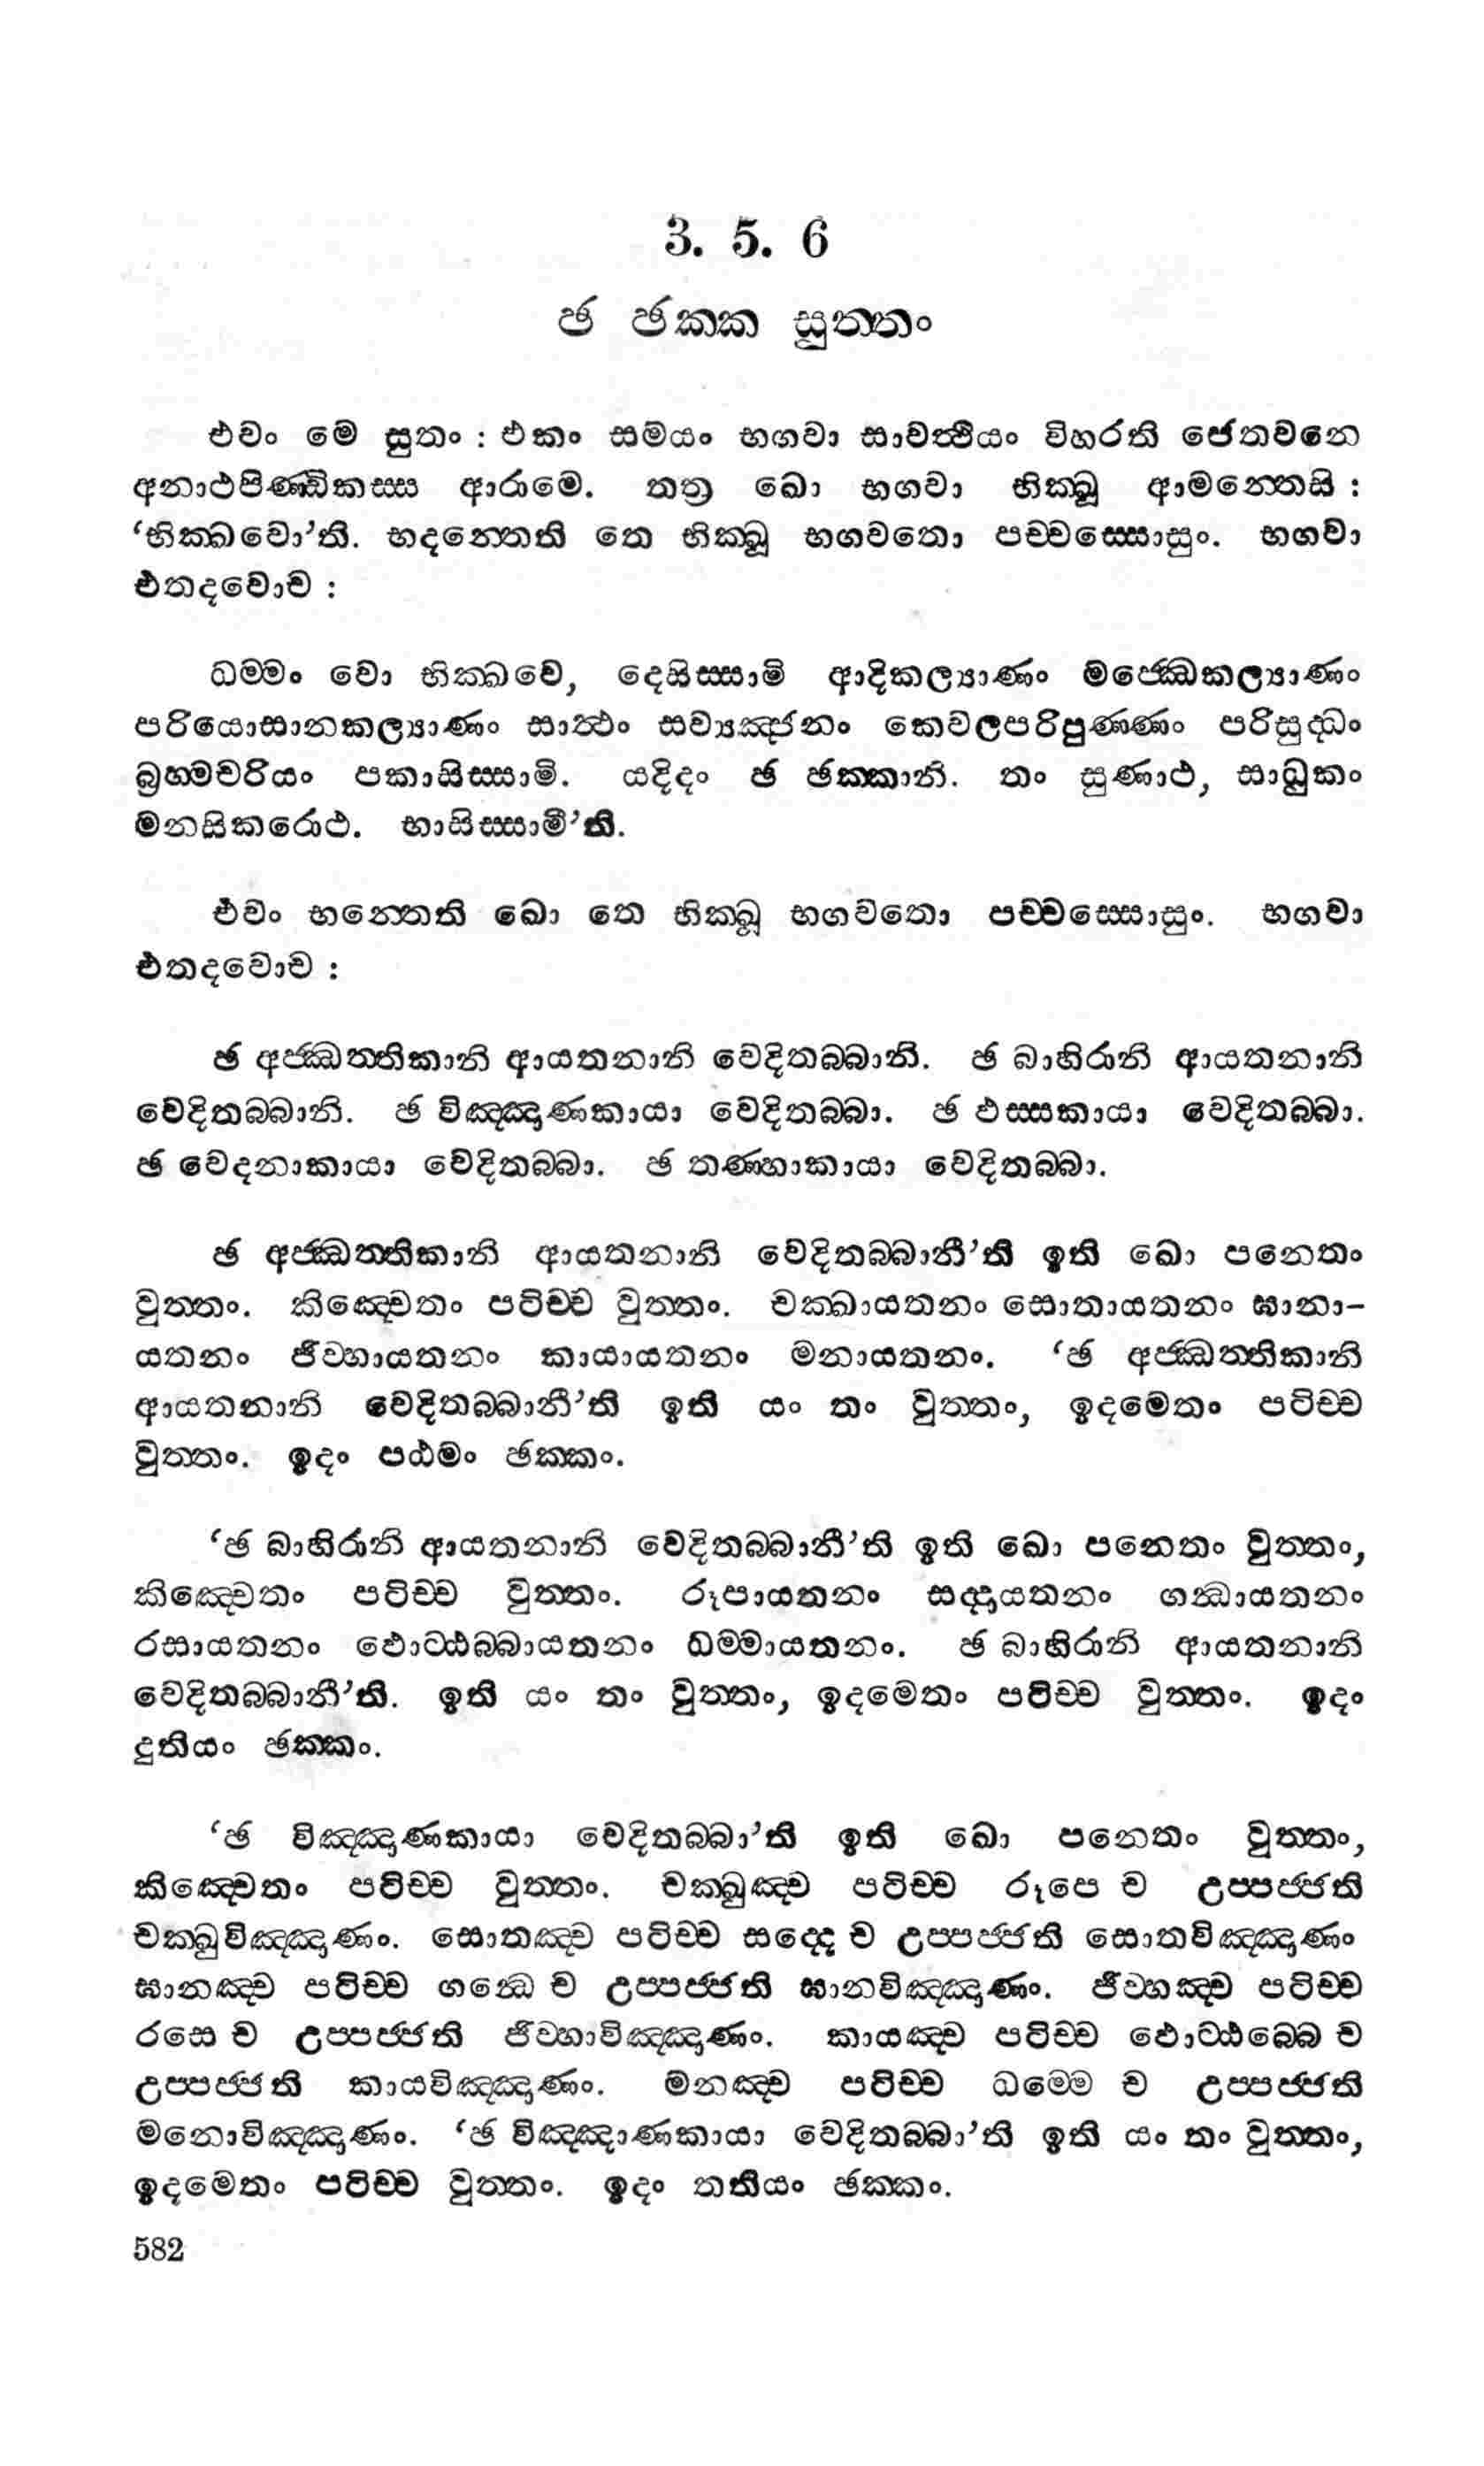 3. 5. 6
ඡ ඡක‍්ක සුත‍්තං
එවං මෙ සුතං : එකං සමයං භගවා සාවත්‍ථියං විහරති ජෙතවනෙ
අනාථපිණ‍්ඩිකස‍්ස ආරාමෙ. තත්‍ර ඛො භගවා භික‍්ඛූ ආමන‍්තෙසි :
‘භික‍්ඛවො’ති. භදන‍්තෙති තෙ භික‍්ඛූ භගවතො පච‍්චස‍්සොසුං. භගවා
එතදවොච :
ධම‍්මං වො භික‍්ඛවෙ, දෙසිස‍්සාමි ආදිකල්‍යාණං මජ‍්ඣෙකල්‍යාණං
පරියොසානකල්‍යාණං සාත්‍ථං සව්‍යඤ‍්ජනං කෙවලපරිපුණ‍්ණං පරිසුද‍්ධං
බ්‍රහ‍්මචරියං පකාසිස‍්සාමි. යදිදං ඡ ඡක‍්කානි. තං සුණාථ, සාධුකං
මනසිකරොථ. භාසිස‍්සාමී’ති.
එවං භන‍්තෙති ඛො තෙ භික‍්ඛූ භගවතො පච‍්චස‍්සොසුං. භගවා
එතදවොච :
ඡ අජ‍්ඣත‍්තිකානි ආයතනානි වෙදිතබ‍්බානි. ඡ බාහිරානි ආයතනානි
වෙදිතබ‍්බානි. ඡ විඤ‍්ඤාණකායා වෙදිතබ‍්බා. ඡ ඵස‍්සකායා වෙදිතබ‍්බා.
ඡ වෙදනාකායා වෙදිතබ‍්බා. ඡ තණ‍්හාකායා වෙදිතබ‍්බා.
ඡ අජ‍්ඣත‍්තිකානි ආයතනානි වෙදිතබ‍්බානී’ති ඉති ඛො පනෙතං
වුත‍්තං. කිඤ‍්චෙතං පටිච‍්ච වුත‍්තං. චක‍්ඛායතනං සොතායතනං ඝානා-
යතනං ජිව‍්හායතනං කායායතනං මනායතනං. ‘ඡ අජ‍්ඣත‍්තිකානි
ආයතනානි වෙදිතබ‍්බානී’ති ඉති යං තං වුත‍්තං, ඉදමෙතං පටිච‍්ච
වුත‍්තං. ඉදං පඨමං ඡක‍්කං.
‘ඡ බාහිරානි ආයතනානි වෙදිතබ‍්බානී’ති ඉති ඛො පනෙතං වුත‍්තං,
කිඤ‍්චෙතං පටිච‍්ච වුත‍්තං. රූපායතනං සද‍්දායතනං ගන්‍ධායතනං
රසායතනං ඵොට‍්ඨබ‍්බායතනං ධම‍්මායතනං. ඡ බාහිරානි ආයතනානි
වෙදිතබ‍්බානී’ති. ඉති යං තං වුත‍්තං, ඉදමෙතං පටිච‍්ච වුත‍්තං. ඉදං
දුතියං ඡක‍්කං.
‘ඡ විඤ‍්ඤාණකායා වෙදිතබ‍්බා’ති ඉති ඛො පනෙතං වුත‍්තං,
කිඤ‍්චෙතං පටිච‍්ච වුත‍්තං. චක‍්ඛුඤ‍්ච පටිච‍්ච රූපෙ ච උප‍්පජ‍්ජති
චක‍්ඛුවිඤ‍්ඤාණං. සොතඤ‍්ච පටිච‍්ච සද‍්දෙ ච උප‍්පජ‍්ජති සොතවිඤ‍්ඤාණං
ඝානඤ‍්ච පටිච‍්ච ගන්‍ධෙ ච උප‍්පජ‍්ජති ඝානවිඤ‍්ඤාණං. ජිව‍්හඤ‍්ච පටිච‍්ච
රසෙ ච උප‍්පජ‍්ජති ජිව‍්හාවිඤ‍්ඤාණං. කායඤ‍්ච පටිච‍්ච ඵොට‍්ඨබ‍්බෙ ච
උප‍්පජ‍්ජති කායවිඤ‍්ඤාණං. මනඤ‍්ච පටිච‍්ච ධම‍්මෙ ච උප‍්පජ‍්ජති
මනොවිඤ‍්ඤාණං. ‘ඡ විඤ‍්ඤාණකායා වෙදිතබ‍්බා’ති ඉති යං තං වුත‍්තං,
ඉදමෙතං පටිච‍්ච වුත‍්තං. ඉදං තතියං ඡක‍්කං.
582